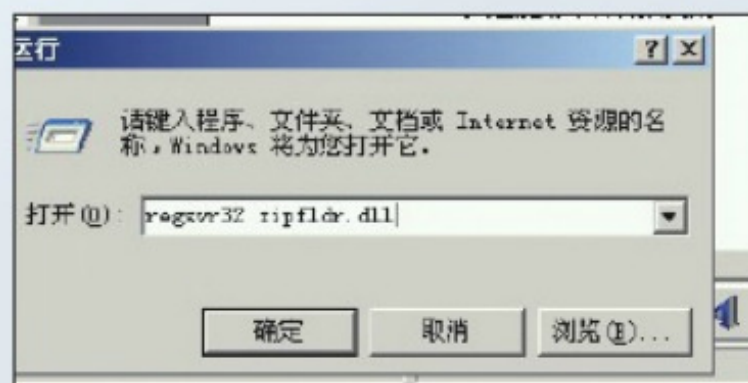 运行
请键入程序、文件夹、文档或 Internet 资源的名
称，Windows 将为您打开它。
打开(O):
regsvr32 zipfldr.dll
确定
取消
浏览(B)...